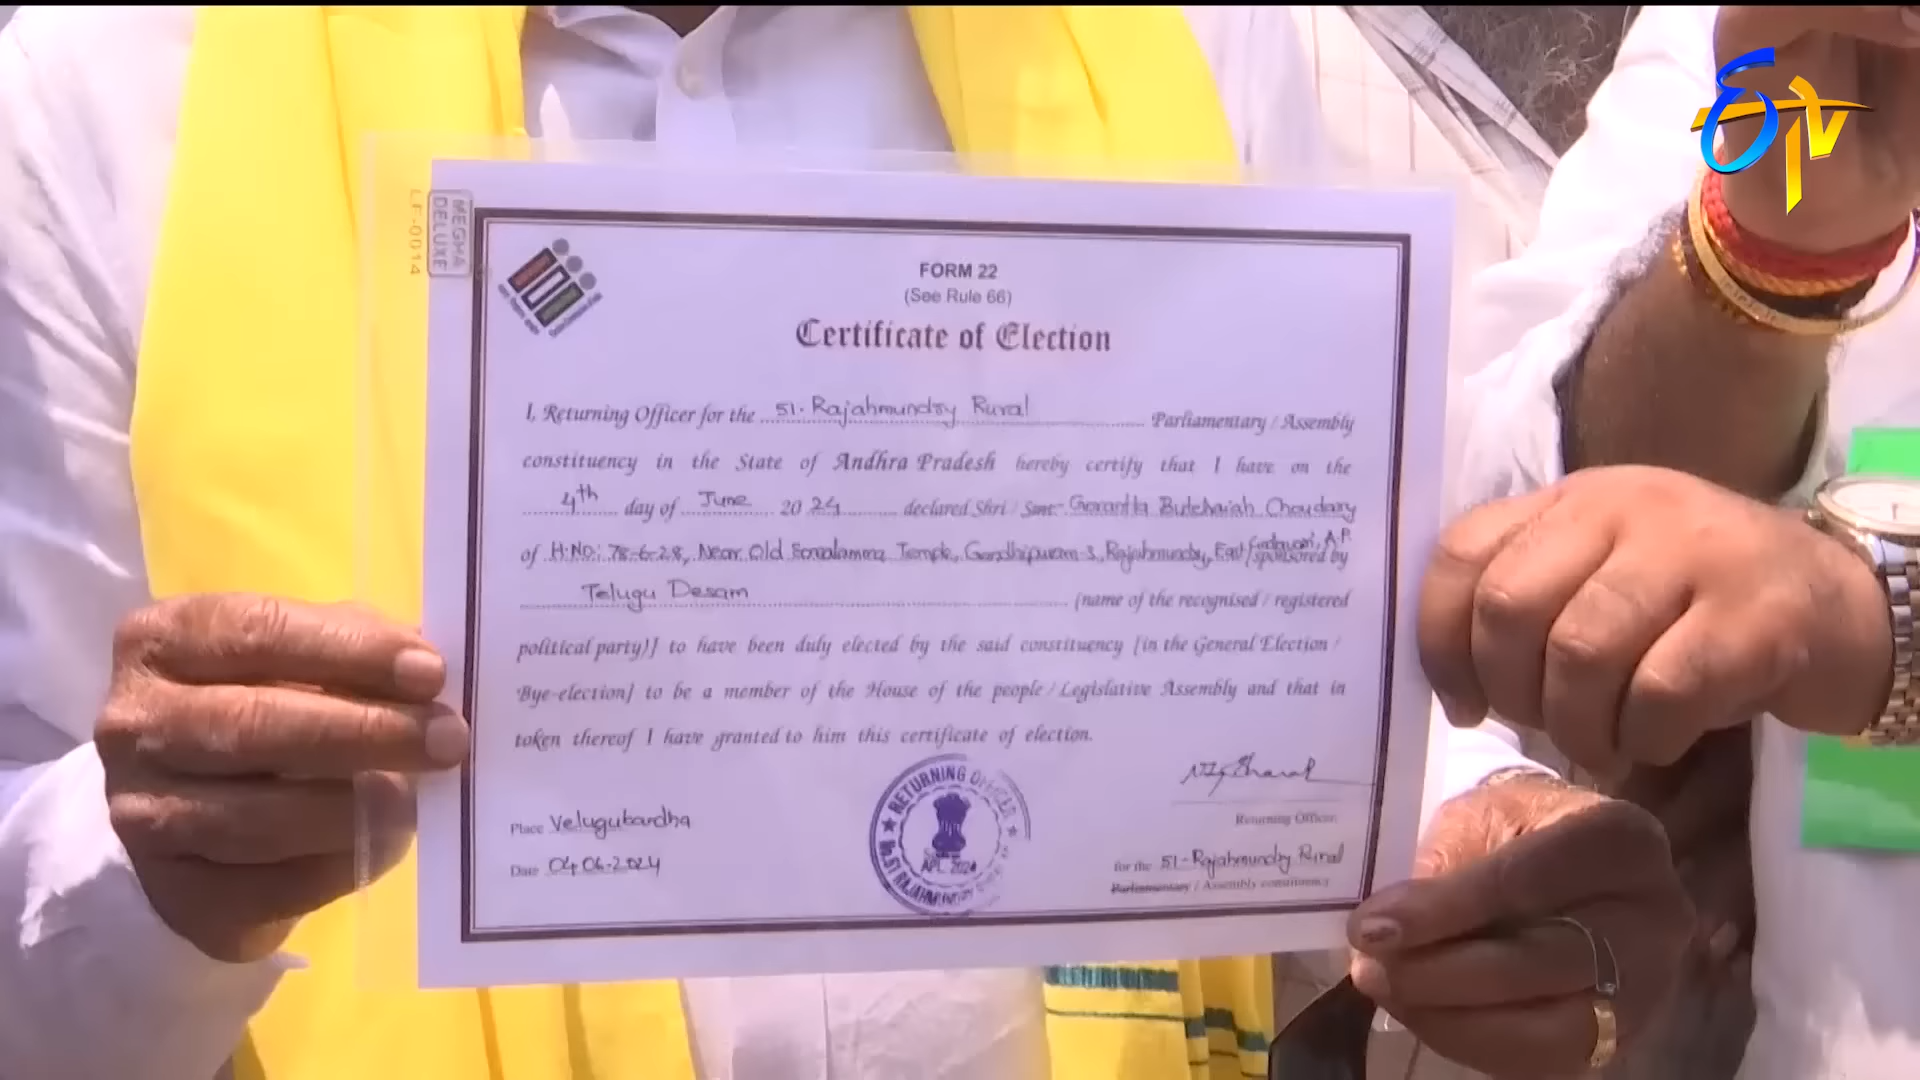 ETV
MEGHA
DELUXE
LF-0014
FORM 22
(See Rule 66)
Certificate of Election
I, Returning Officer for the 51-Rajahmundry Rural Parliamentary / Assembly
constituency in the State of Andhra Pradesh hereby certify that I have on the
4th day of June 2024 declared Shri / Smt- Gorantla Butchaiah Choudary
of H.No: 78-6-28, Near Old Somalamma Temple, Gandhipuram-3, Rajahmundry, East Godavari, A.P. [sponsored by
Telugu Desam (name of the recognised / registered
political party)] to have been duly elected by the said constituency [in the General Election /
Bye-election] to be a member of the House of the people / Legislative Assembly and that in
token thereof I have granted to him this certificate of election.
Place Velugubandha
Date 04-06-2024
RETURNING OFFICER
No.51 RAJAHMUNDRY
APL. 2024
Returning Officer
for the 51-Rajahmundry Rural
Parliamentary / Assembly constituency